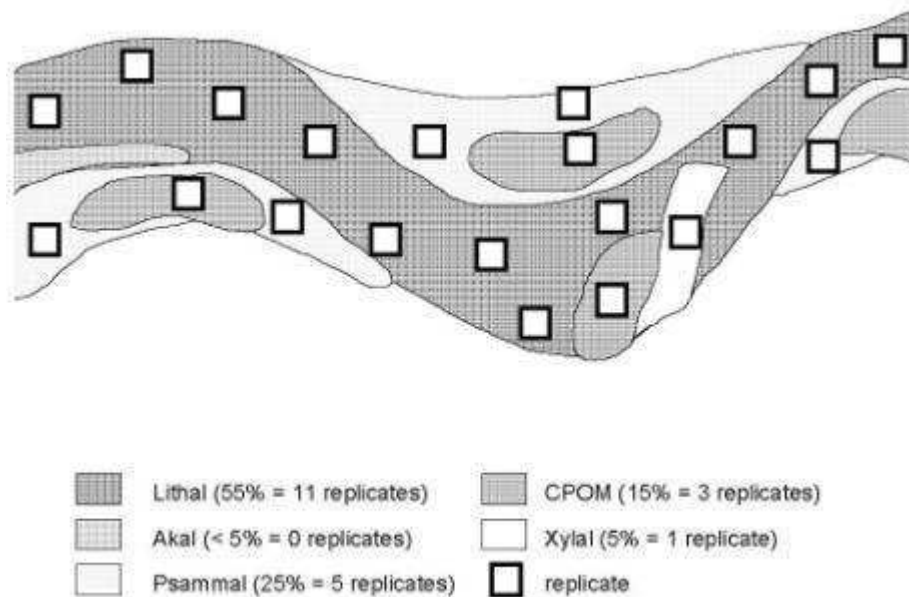 Lithal (55% = 11 replicates)
Akal (< 5% = 0 replicates)
Psammal (25% = 5 replicates)
CPOM (15% = 3 replicates)
Xylal (5% = 1 replicate)
replicate